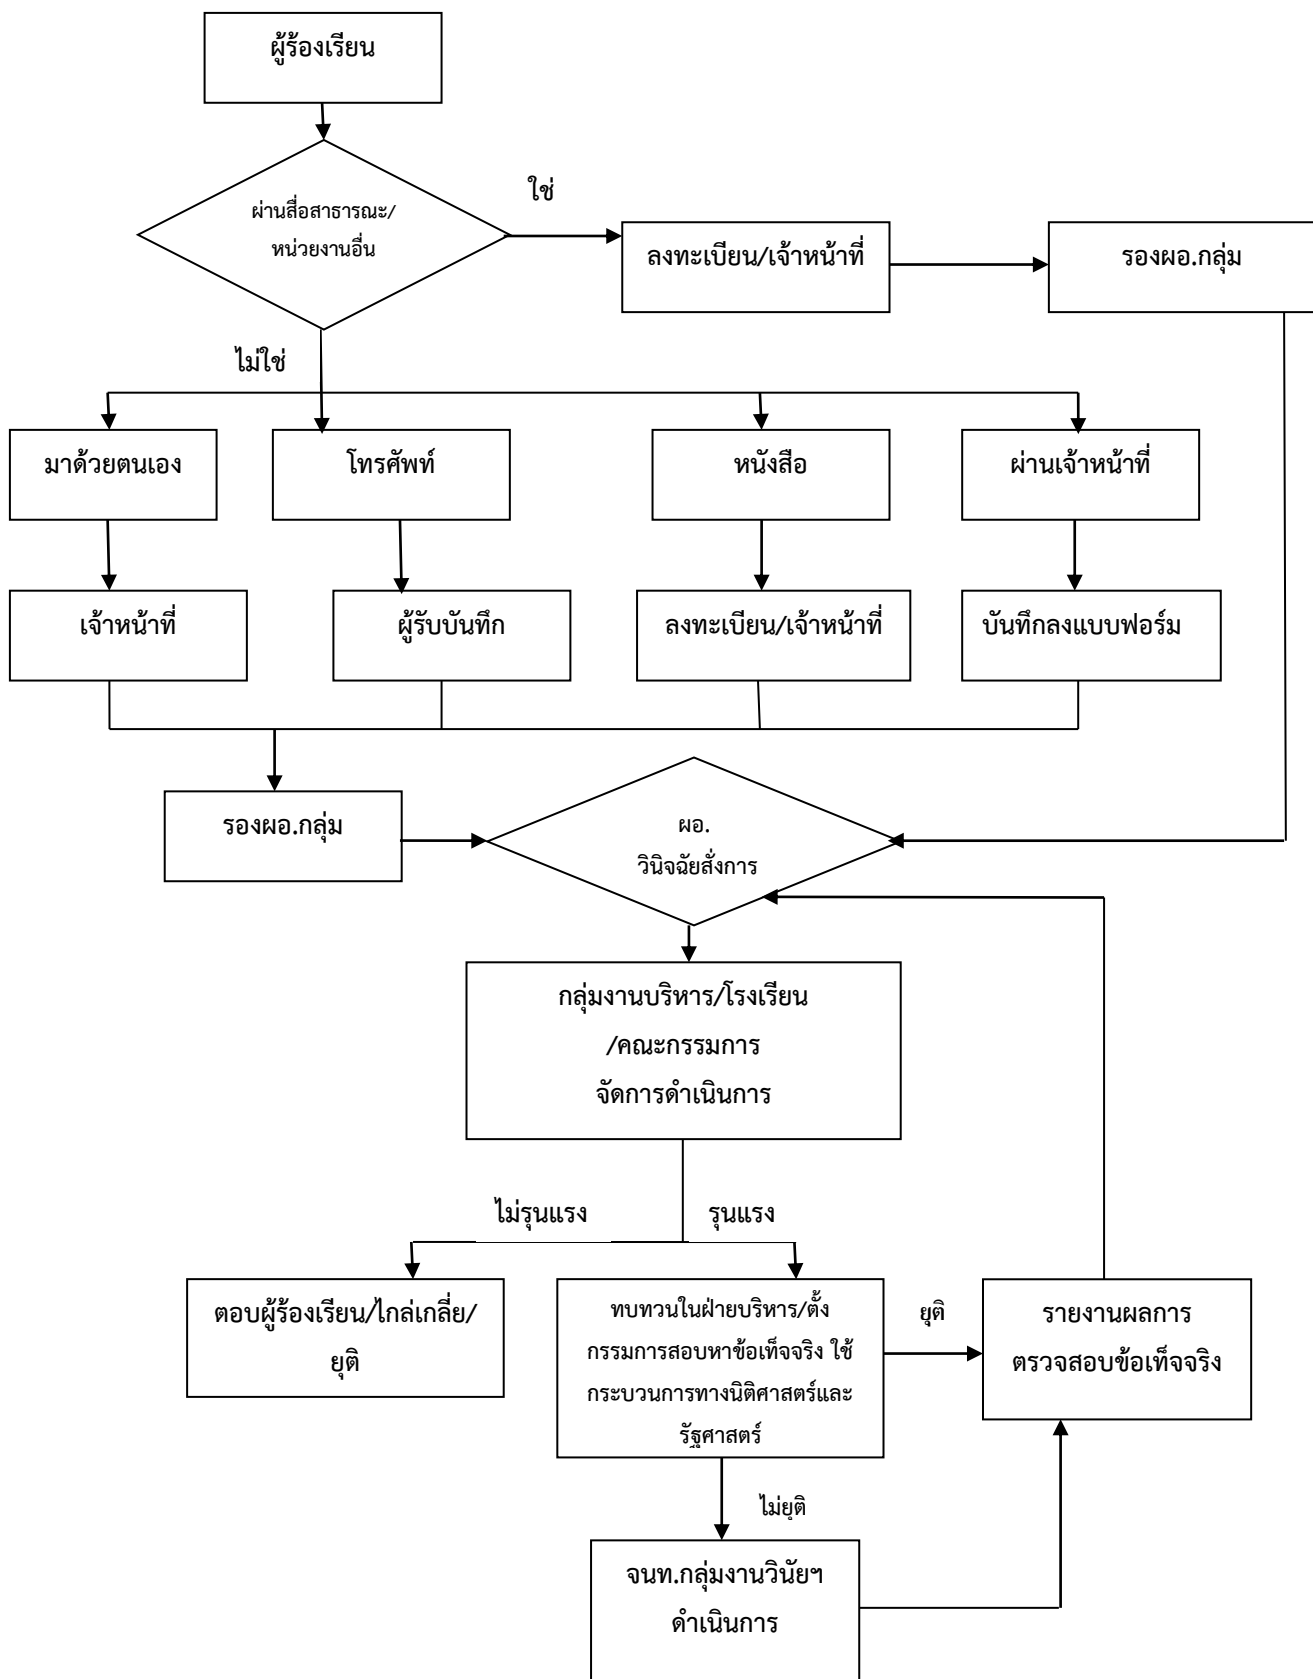 ผู้ร้องเรียน
ผ่านสื่อสาธารณะ/
หน่วยงานอื่น
ใช่
ลงทะเบียน/เจ้าหน้าที่
รองผอ.กลุ่ม
ไม่ใช่
มาด้วยตนเอง
โทรศัพท์
หนังสือ
ผ่านเจ้าหน้าที่
เจ้าหน้าที่
ผู้รับบันทึก
ลงทะเบียน/เจ้าหน้าที่
บันทึกลงแบบฟอร์ม
รองผอ.กลุ่ม
ผอ.
วินิจฉัยสั่งการ
กลุ่มงานบริหาร/โรงเรียน
/คณะกรรมการ
จัดการดำเนินการ
ไม่รุนแรง
รุนแรง
ตอบผู้ร้องเรียน/ไกล่เกลี่ย/
ยุติ
ทบทวนในฝ่ายบริหาร/ตั้ง
กรรมการสอบหาข้อเท็จจริง ใช้
กระบวนการทางนิติศาสตร์และ
รัฐศาสตร์
ยุติ
รายงานผลการ
ตรวจสอบข้อเท็จจริง
ไม่ยุติ
จนท.กลุ่มงานวินัยฯ
ดำเนินการ